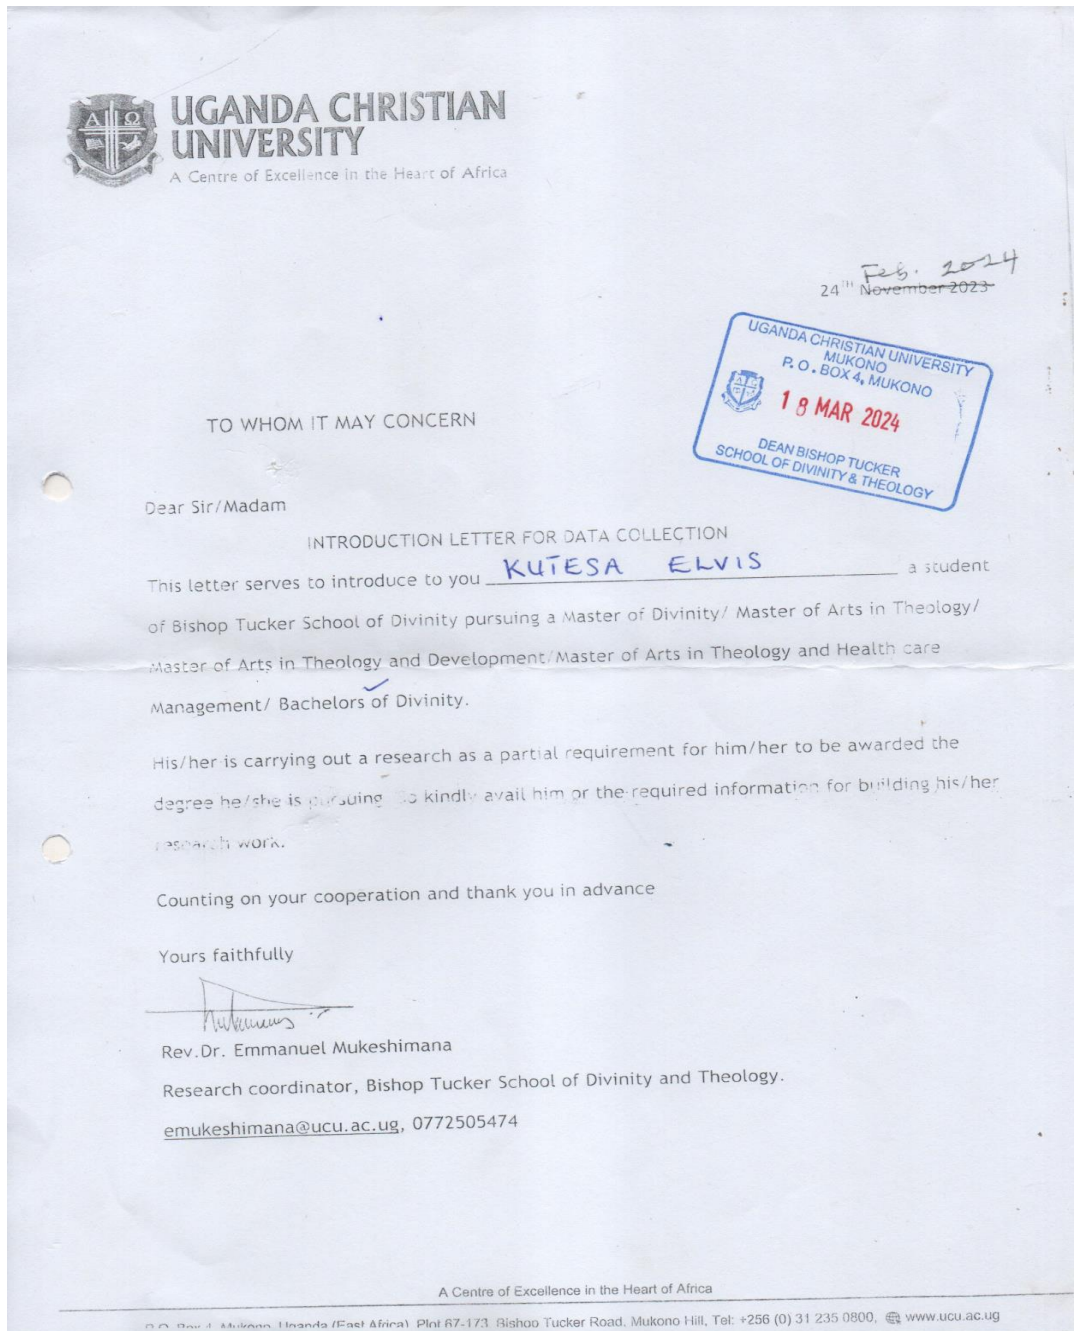 A Ω
UGANDA CHRISTIAN
UNIVERSITY
A Centre of Excellence in the Heart of Africa
Feb. 2024
24TH November 2023
UGANDA CHRISTIAN UNIVERSITY
MUKONO
P.O. BOX 4, MUKONO
18 MAR 2024
DEAN BISHOP TUCKER
SCHOOL OF DIVINITY & THEOLOGY
TO WHOM IT MAY CONCERN
Dear Sir/Madam
INTRODUCTION LETTER FOR DATA COLLECTION
This letter serves to introduce to you KUTESA ELVIS a student
of Bishop Tucker School of Divinity pursuing a Master of Divinity/ Master of Arts in Theology/
Master of Arts in Theology and Development/Master of Arts in Theology and Health care
Management/ Bachelors of Divinity.
His/her is carrying out a research as a partial requirement for him/her to be awarded the
degree he/she is pursuing kindly avail him or the required information for building his/her
research work.
Counting on your cooperation and thank you in advance
Yours faithfully
Rev.Dr. Emmanuel Mukeshimana
Research coordinator, Bishop Tucker School of Divinity and Theology.
emukeshimana@ucu.ac.ug, 0772505474
A Centre of Excellence in the Heart of Africa
P.O. Box 4, Mukono, Uganda (East Africa) Plot 67-173, Bishop Tucker Road, Mukono Hill, Tel: +256 (0) 31 235 0800, www.ucu.ac.ug